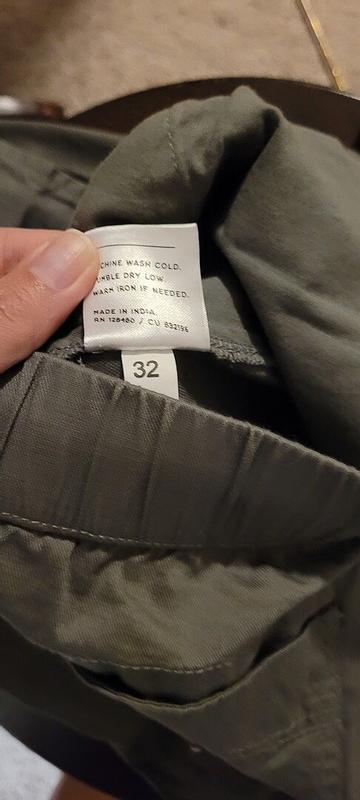 CHINE WASH COLD.
MBLE DRY LOW.
WARM IRON IF NEEDED.
MADE IN INDIA.
RN 128480 / CU 832196
32